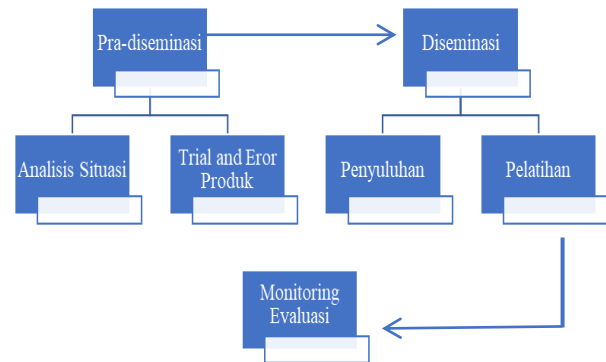 Pra-diseminasi
Diseminasi
Analisis Situasi
Trial and Eror
Produk
Penyuluhan
Pelatihan
Monitoring
Evaluasi